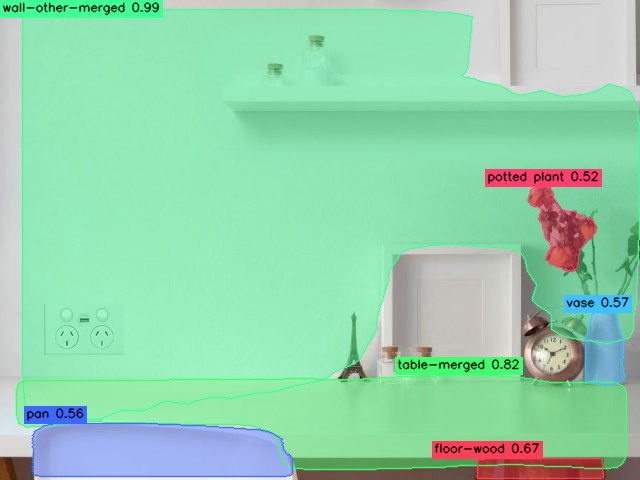 wall-other-merged 0.99
potted plant 0.52
vase 0.57
table-merged 0.82
pan 0.56
floor-wood 0.67